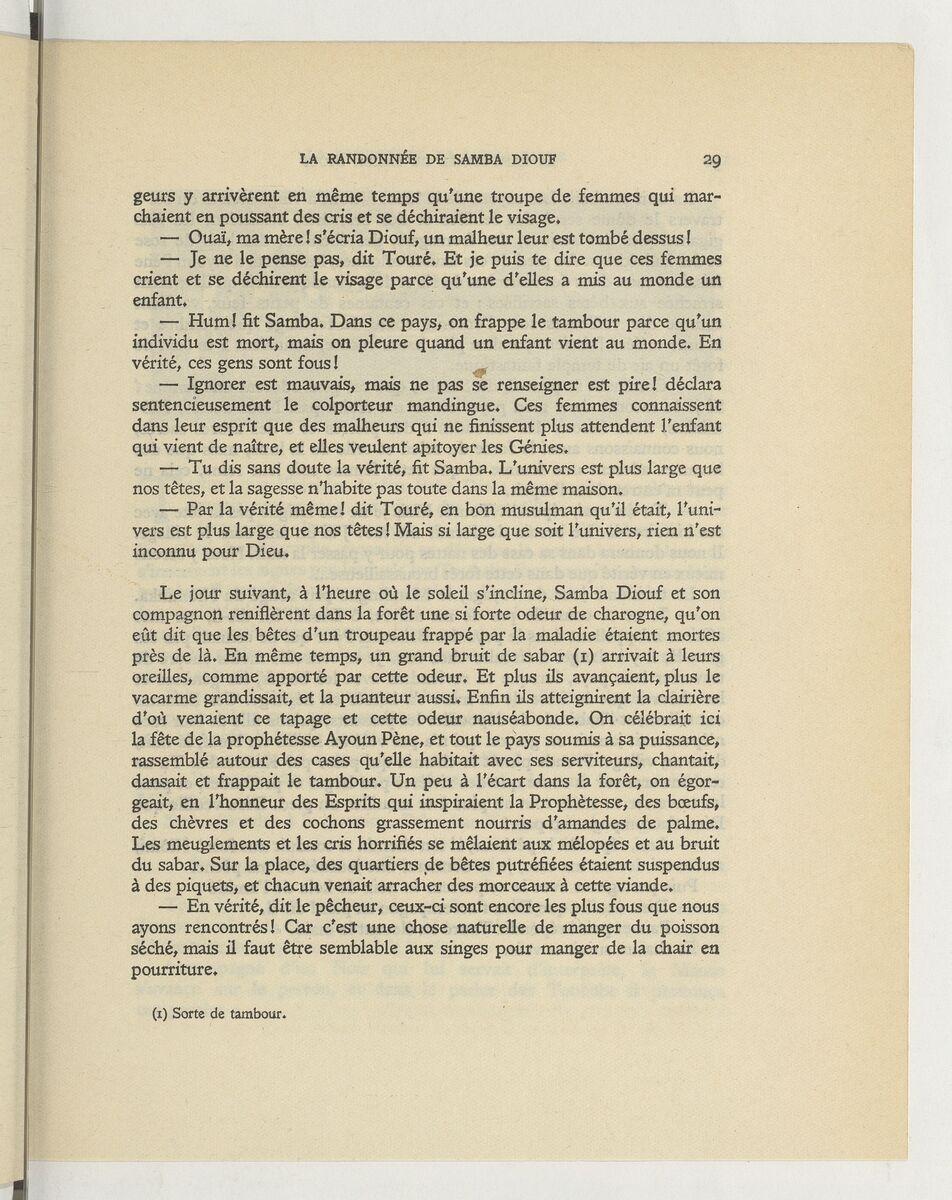 LA RANDONNÉE DE SAMBA DIOUF 29
geurs y arrivèrent en même temps qu'une troupe de femmes qui mar-
chaient en poussant des cris et se déchiraient le visage.
— Ouaï, ma mère! s'écria Diouf, un malheur leur est tombé dessus!
— Je ne le pense pas, dit Touré. Et je puis te dire que ces femmes
crient et se déchirent le visage parce qu'une d'elles a mis au monde un
enfant.
— Hum! fit Samba. Dans ce pays, on frappe le tambour parce qu'un
individu est mort, mais on pleure quand un enfant vient au monde. En
vérité, ces gens sont fous!
— Ignorer est mauvais, mais ne pas se renseigner est pire! déclara
sentencieusement le colporteur mandingue. Ces femmes connaissent
dans leur esprit que des malheurs qui ne finissent plus attendent l'enfant
qui vient de naître, et elles veulent apitoyer les Génies.
— Tu dis sans doute la vérité, fit Samba. L'univers est plus large que
nos têtes, et la sagesse n'habite pas toute dans la même maison.
— Par la vérité même! dit Touré, en bon musulman qu'il était, l'uni-
vers est plus large que nos têtes! Mais si large que soit l'univers, rien n'est
inconnu pour Dieu.
Le jour suivant, à l'heure où le soleil s'incline, Samba Diouf et son
compagnon reniflèrent dans la forêt une si forte odeur de charogne, qu'on
eût dit que les bêtes d'un troupeau frappé par la maladie étaient mortes
près de là. En même temps, un grand bruit de sabar (1) arrivait à leurs
oreilles, comme apporté par cette odeur. Et plus ils avançaient, plus le
vacarme grandissait, et la puanteur aussi. Enfin ils atteignirent la clairière
d'où venaient ce tapage et cette odeur nauséabonde. On célébrait ici
la fête de la prophétesse Ayoun Pène, et tout le pays soumis à sa puissance,
rassemblé autour des cases qu'elle habitait avec ses serviteurs, chantait,
dansait et frappait le tambour. Un peu à l'écart dans la forêt, on égor-
geait, en l'honneur des Esprits qui inspiraient la Prophètesse, des bœufs,
des chèvres et des cochons grassement nourris d'amandes de palme.
Les meuglements et les cris horrifiés se mêlaient aux mélopées et au bruit
du sabar. Sur la place, des quartiers de bêtes putréfiées étaient suspendus
à des piquets, et chacun venait arracher des morceaux à cette viande.
— En vérité, dit le pêcheur, ceux-ci sont encore les plus fous que nous
ayons rencontrés! Car c'est une chose naturelle de manger du poisson
séché, mais il faut être semblable aux singes pour manger de la chair en
pourriture.
(1) Sorte de tambour.